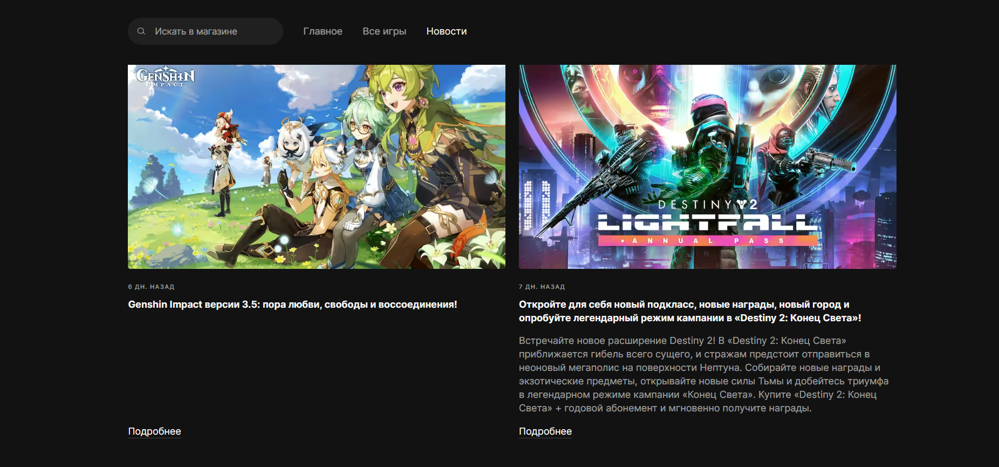 Искать в магазине
Главное
Все игры
Новости
GENSHIN
IMPACT
DESTINY 2
LIGHTFALL
+ ANNUAL PASS
6 ДН. НАЗАД
Genshin Impact версии 3.5: пора любви, свободы и воссоединения!
Подробнее
7 ДН. НАЗАД
Откройте для себя новый подкласс, новые награды, новый город и
опробуйте легендарный режим кампании в «Destiny 2: Конец Света»!
Встречайте новое расширение Destiny 2! В «Destiny 2: Конец Света»
приближается гибель всего сущего, и стражам предстоит отправиться в
неоновый мегаполис на поверхности Нептуна. Собирайте новые награды и
экзотические предметы, открывайте новые силы Тьмы и добейтесь триумфа
в легендарном режиме кампании «Конец Света». Купите «Destiny 2: Конец
Света» + годовой абонемент и мгновенно получите награды.
Подробнее